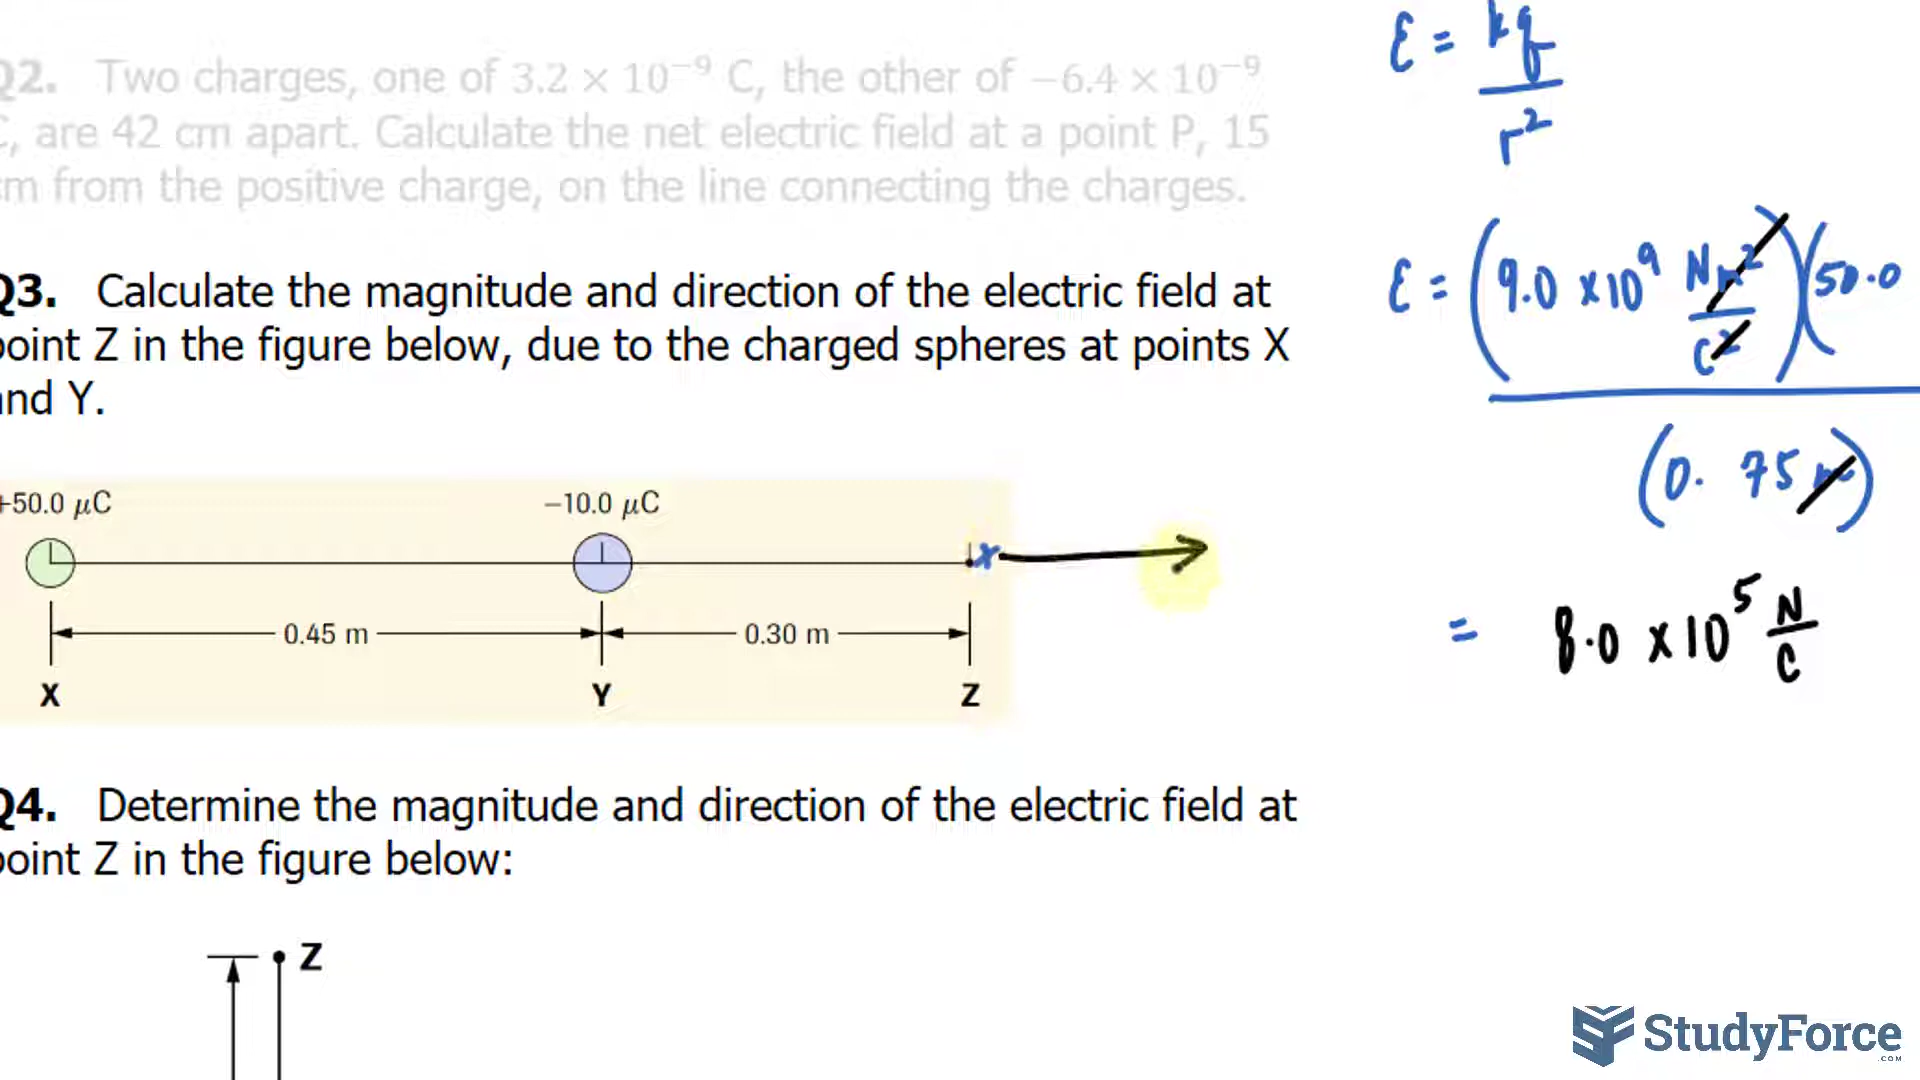 Q2. Two charges, one of 3.2 × 10⁻⁹ C, the other of −6.4 × 10⁻⁹
C, are 42 cm apart. Calculate the net electric field at a point P, 15
cm from the positive charge, on the line connecting the charges.
Q3. Calculate the magnitude and direction of the electric field at
point Z in the figure below, due to the charged spheres at points X
and Y.
+50.0 μC
−10.0 μC
x
0.45 m
0.30 m
X
Y
Z
Q4. Determine the magnitude and direction of the electric field at
point Z in the figure below:
Z
ε = kq / r²
ε = (9.0 ×10⁹ Nm²/C²)(50.0
(0.75 m)
= 8.0 ×10⁵ N/C
StudyForce
.COM